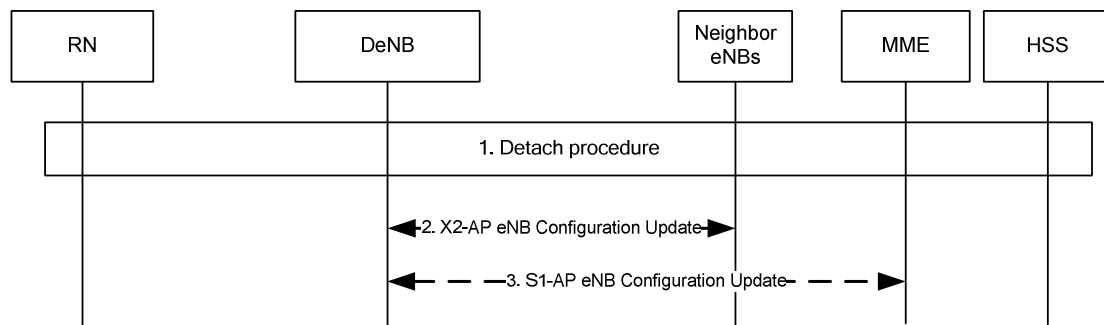 RN
DeNB
Neighbor
eNBs
MME
HSS
1. Detach procedure
2. X2-AP eNB Configuration Update
3. S1-AP eNB Configuration Update